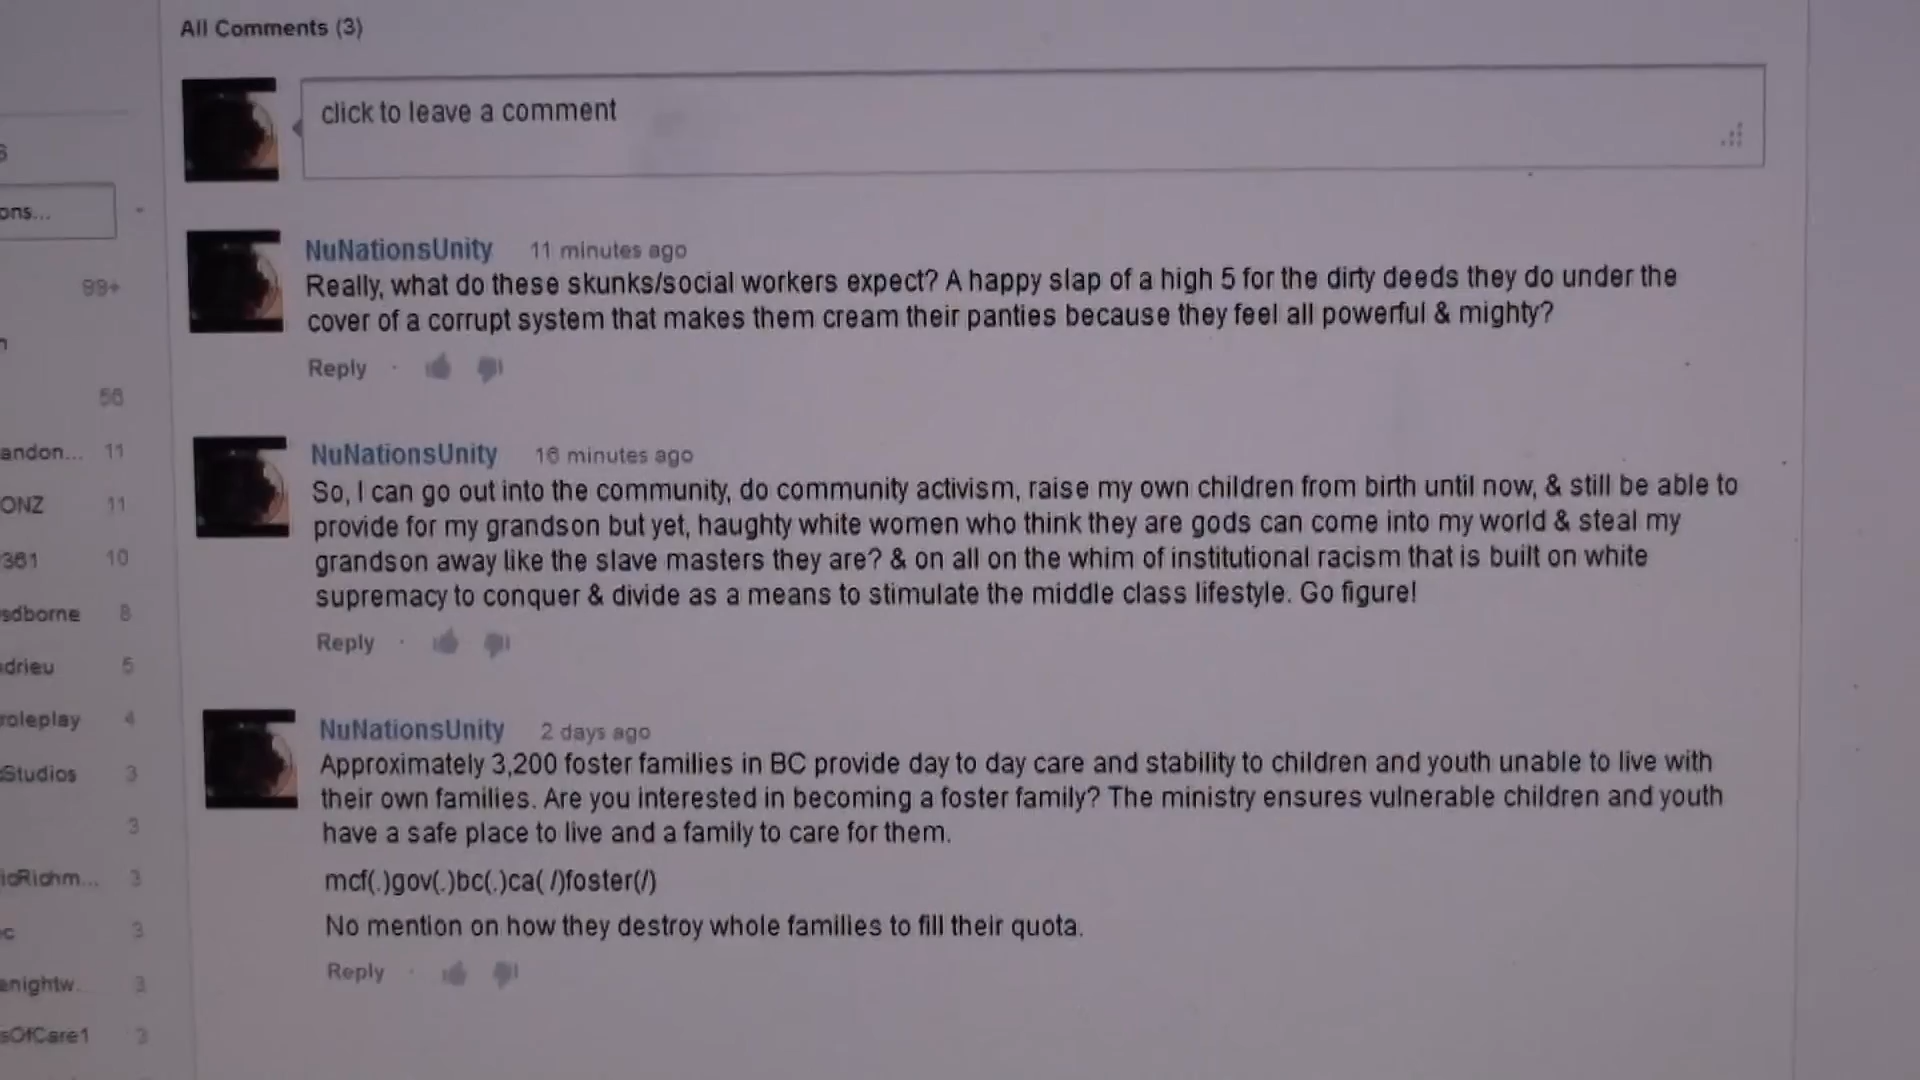 All Comments (3)
click to leave a comment
ons...
99+
NuNationsUnity 11 minutes ago
Really, what do these skunks/social workers expect? A happy slap of a high 5 for the dirty deeds they do under the
cover of a corrupt system that makes them cream their panties because they feel all powerful & mighty?
Reply
56
andon... 11
ONZ 11
361 10
sdborne 8
drieu 5
roleplay 4
Studios 3
3
3
c 3
anightw 3
sOfCare1 3
NuNationsUnity 16 minutes ago
So, I can go out into the community, do community activism, raise my own children from birth until now, & still be able to
provide for my grandson but yet, haughty white women who think they are gods can come into my world & steal my
grandson away like the slave masters they are? & on all on the whim of institutional racism that is built on white
supremacy to conquer & divide as a means to stimulate the middle class lifestyle. Go figure!
Reply
NuNationsUnity 2 days ago
Approximately 3,200 foster families in BC provide day to day care and stability to children and youth unable to live with
their own families. Are you interested in becoming a foster family? The ministry ensures vulnerable children and youth
have a safe place to live and a family to care for them.
mcf(.)gov(.)bc(.)ca( /)foster(/)
No mention on how they destroy whole families to fill their quota.
Reply